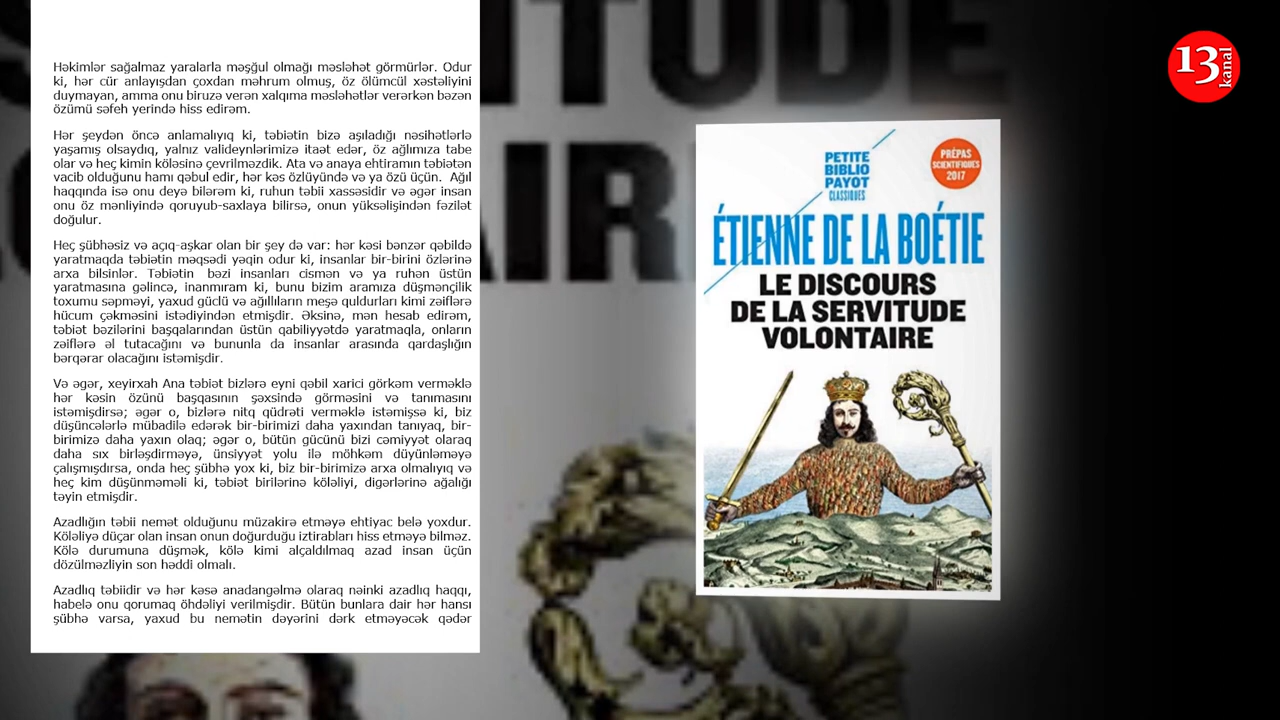 Həkimlər sağalmaz yaralarla məşğul olmağı məsləhət görmürlər. Odur
ki, hər cür anlayışdan çoxdan məhrum olmuş, öz ölümcül xəstəliyini
duymayan, amma onu biruzə verən xalqıma məsləhətlər verərkən bəzən
özümü səfeh yerində hiss edirəm.
Hər şeydən öncə anlamalıyıq ki, təbiətin bizə aşıladığı nəsihətlərlə
yaşamış olsaydıq, yalnız valideynlərimizə itaət edər, öz ağlımıza tabe
olar və heç kimin köləsinə çevrilməzdik. Ata və anaya ehtiramın təbiətən
vacib olduğunu hamı qəbul edir, hər kəs özlüyündə və ya özü üçün. Ağıl
haqqında isə onu deyə bilərəm ki, ruhun təbii xassəsidir və əgər insan
onu öz mənliyində qoruyub-saxlaya bilirsə, onun yüksəlişindən fəzilət
doğulur.
Heç şübhəsiz və açıq-aşkar olan bir şey də var: hər kəsi bənzər qəbildə
yaratmaqda təbiətin məqsədi yəqin odur ki, insanlar bir-birini özlərinə
arxa bilsinlər. Təbiətin bəzi insanları cismən və ya ruhən üstün
yaratmasına gəlincə, inanmıram ki, bunu bizim aramıza düşmənçilik
toxumu səpməyi, yaxud güclü və ağıllıların meşə quldurları kimi zəiflərə
hücum çəkməsini istədiyindən etmişdir. Əksinə, mən hesab edirəm,
təbiət bəzilərini başqalarından üstün qabiliyyətdə yaratmaqla, onların
zəiflərə əl tutacağını və bununla da insanlar arasında qardaşlığın
bərqərar olacağını istəmişdir.
Və əgər, xeyirxah Ana təbiət bizlərə eyni qəbil xarici görkəm verməklə
hər kəsin özünü başqasının şəxsində görməsini və tanımasını
istəmişdirsə; əgər o, bizlərə nitq qüdrəti verməklə istəmişsə ki, biz
düşüncələrlə mübadilə edərək bir-birimizi daha yaxından tanıyaq, bir-
birimizə daha yaxın olaq; əgər o, bütün gücünü bizi cəmiyyət olaraq
daha sıx birləşdirməyə, ünsiyyət yolu ilə möhkəm düyünləməyə
çalışmışdırsa, onda heç şübhə yox ki, biz bir-birimizə arxa olmalıyıq və
heç kim düşünməməli ki, təbiət birilərinə köləliyi, digərlərinə ağalığı
təyin etmişdir.
Azadlığın təbii nemət olduğunu müzakirə etməyə ehtiyac belə yoxdur.
Köləliyə düçar olan insan onun doğurduğu iztirabları hiss etməyə bilməz.
Kölə durumuna düşmək, kölə kimi alçaldılmaq azad insan üçün
dözülməzliyin son həddi olmalı.
Azadlıq təbiidir və hər kəsə anadangəlmə olaraq nəinki azadlıq haqqı,
habelə onu qorumaq öhdəliyi verilmişdir. Bütün bunlara dair hər hansı
şübhə varsa, yaxud bu nemətin dəyərini dərk etməyəcək qədər
PETITE
BIBLIO
PAYOT
CLASSIQUES
PRÉPAS
SCIENTIFIQUES
2017
ÉTIENNE DE LA BOÉTIE
LE DISCOURS
DE LA SERVITUDE
VOLONTAIRE
13
kanal